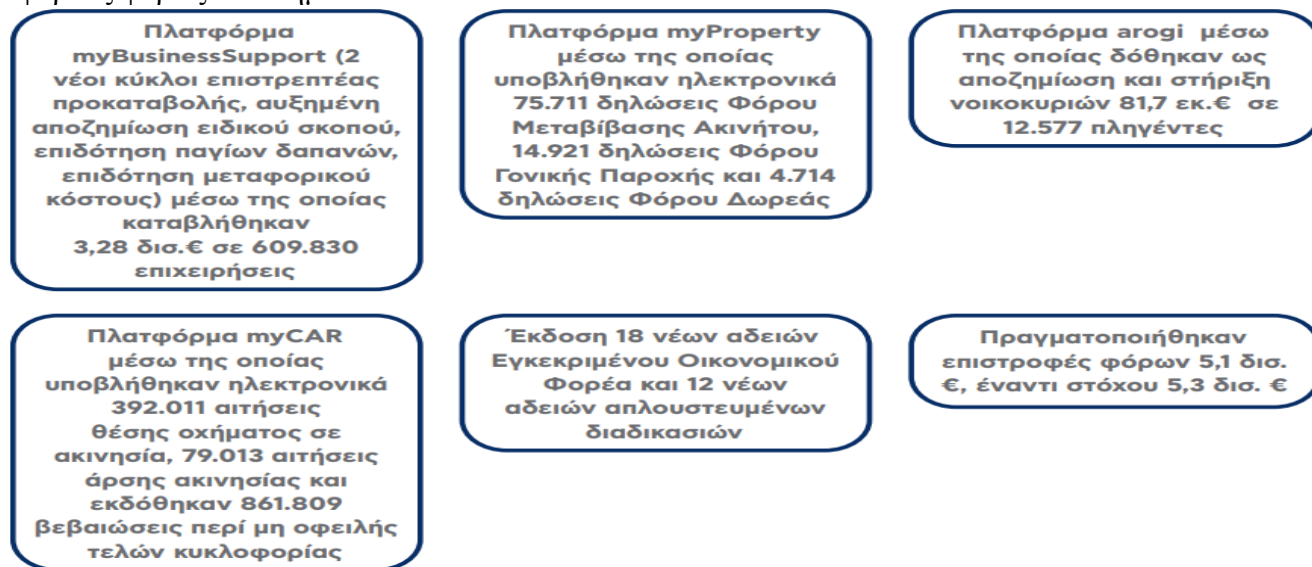 Πλατφόρμα
myBusinessSupport (2
νέοι κύκλοι επιστρεπτέας
προκαταβολής, αυξημένη
αποζημίωση ειδικού σκοπού,
επιδότηση παγίων δαπανών,
επιδότηση μεταφορικού
κόστους) μέσω της οποίας
καταβλήθηκαν
3,28 δισ.€ σε 609.830
επιχειρήσεις
Πλατφόρμα myProperty
μέσω της οποίας
υποβλήθηκαν ηλεκτρονικά
75.711 δηλώσεις Φόρου
Μεταβίβασης Ακινήτου,
14.921 δηλώσεις Φόρου
Γονικής Παροχής και 4.714
δηλώσεις Φόρου Δωρεάς
Πλατφόρμα arogi μέσω
της οποίας δόθηκαν ως
αποζημίωση και στήριξη
νοικοκυριών 81,7 εκ.€ σε
12.577 πληγέντες
Πλατφόρμα myCAR
μέσω της οποίας
υποβλήθηκαν ηλεκτρονικά
392.011 αιτήσεις
θέσης οχήματος σε
ακινησία, 79.013 αιτήσεις
άρσης ακινησίας και
εκδόθηκαν 861.809
βεβαιώσεις περί μη οφειλής
τελών κυκλοφορίας
Έκδοση 18 νέων αδειών
Εγκεκριμένου Οικονομικού
Φορέα και 12 νέων
αδειών απλουστευμένων
διαδικασιών
Πραγματοποιήθηκαν
επιστροφές φόρων 5,1 δισ.
€, έναντι στόχου 5,3 δισ. €